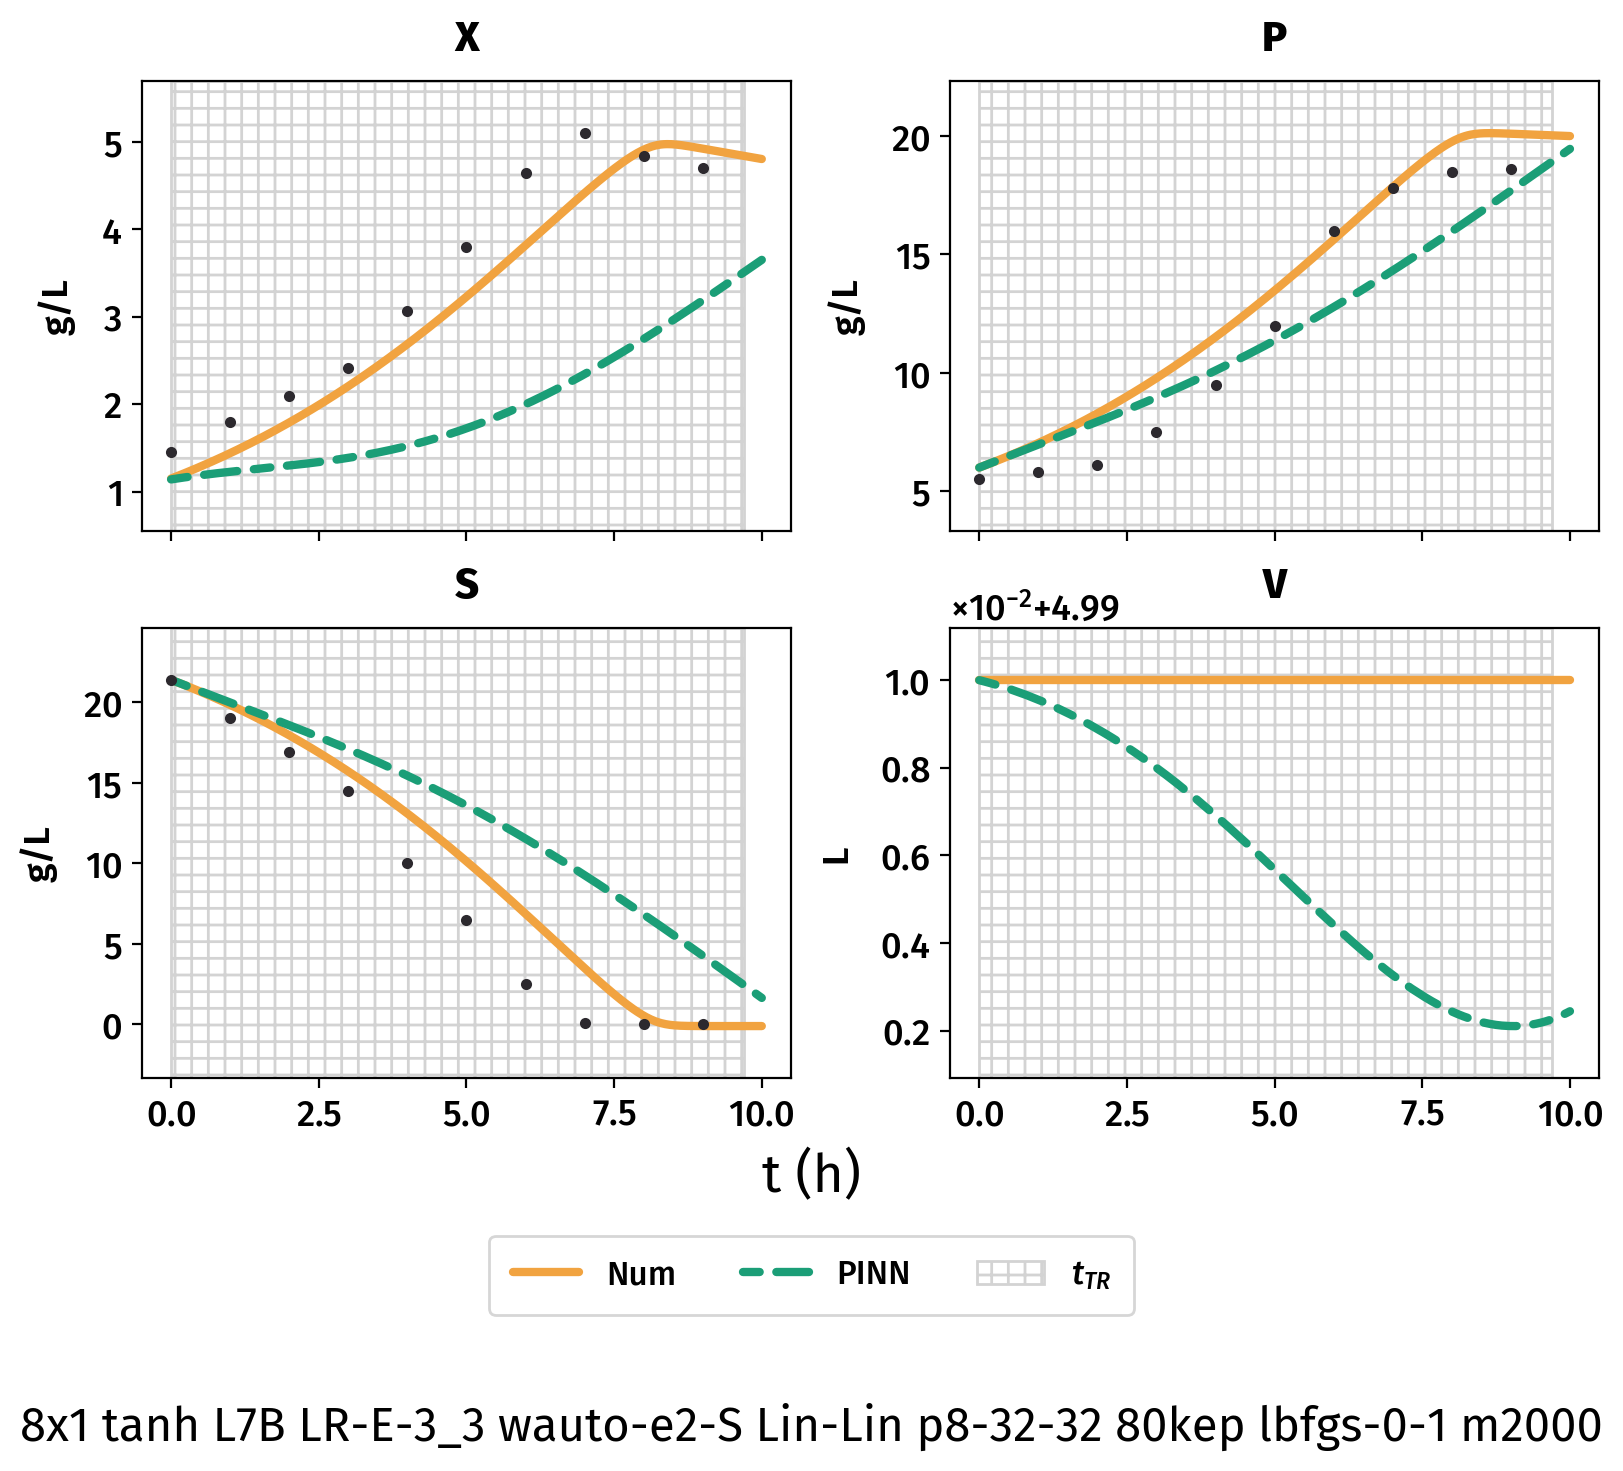 X
P
5
4
3
2
1
g/L
20
15
10
5
g/L
S
V
×10⁻²+4.99
20
15
10
5
0
g/L
1.0
0.8
0.6
0.4
0.2
L
0.0 2.5 5.0 7.5 10.0
0.0 2.5 5.0 7.5 10.0
t (h)
Num PINN t_TR
8x1 tanh L7B LR-E-3_3 wauto-e2-S Lin-Lin p8-32-32 80kep lbfgs-0-1 m2000